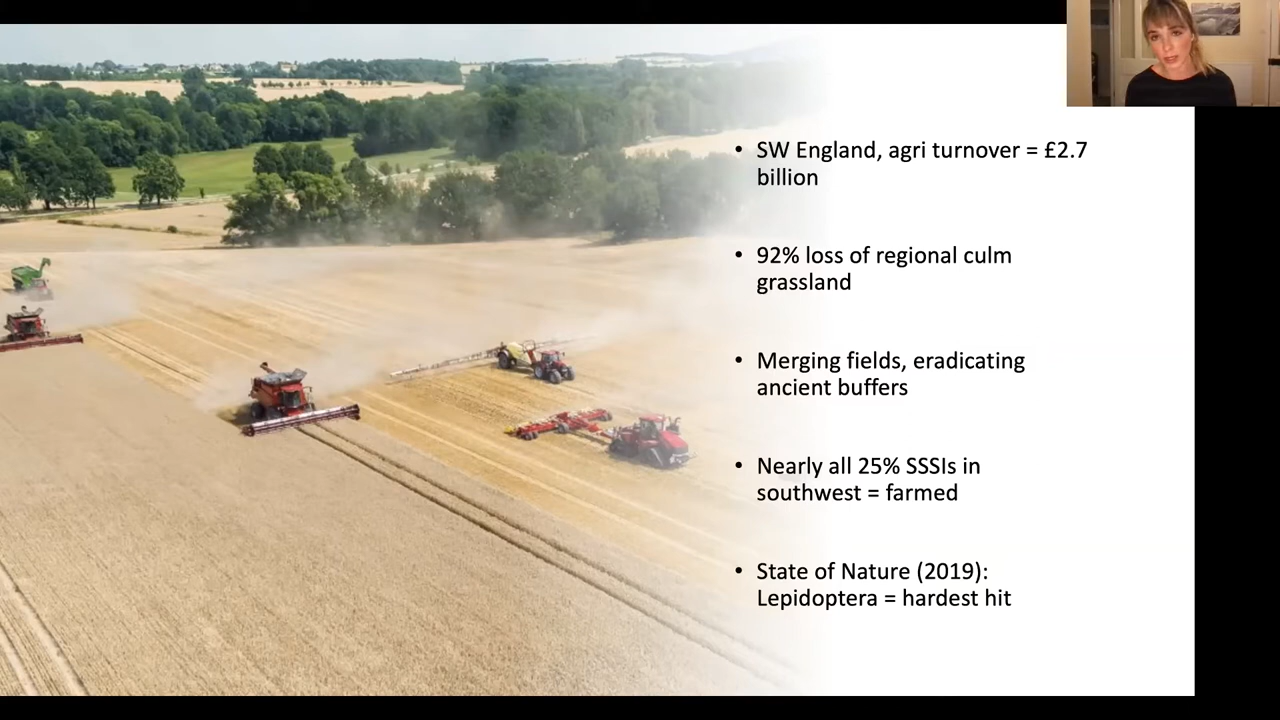 • SW England, agri turnover = £2.7
billion
• 92% loss of regional culm
grassland
• Merging fields, eradicating
ancient buffers
• Nearly all 25% SSSIs in
southwest = farmed
• State of Nature (2019):
Lepidoptera = hardest hit